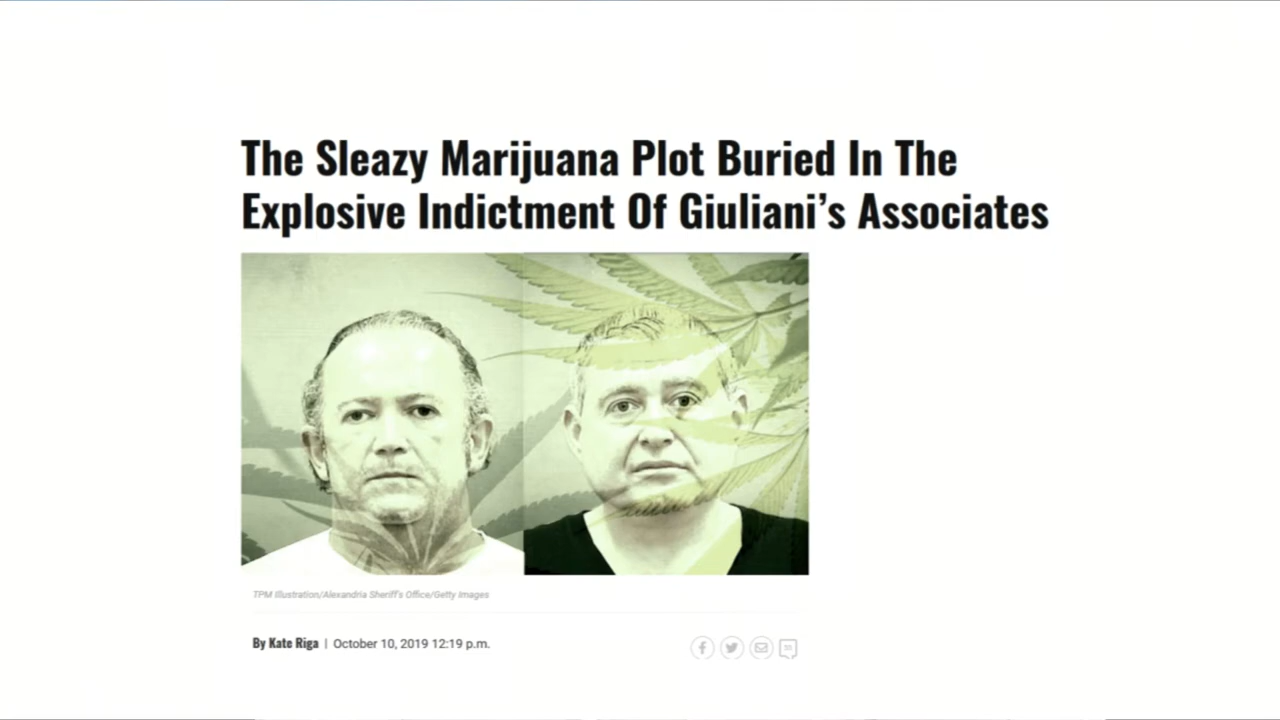 The Sleazy Marijuana Plot Buried In The
Explosive Indictment Of Giuliani's Associates
TPM Illustration/Alexandria Sheriff's Office/Getty Images
By Kate Riga | October 10, 2019 12:19 p.m.